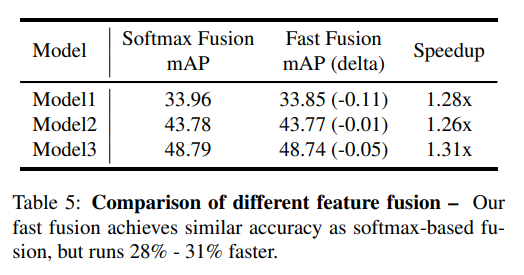 Model Softmax Fusion mAP Fast Fusion mAP (delta) Speedup
Model1 33.96 33.85 (-0.11) 1.28x
Model2 43.78 43.77 (-0.01) 1.26x
Model3 48.79 48.74 (-0.05) 1.31x
Table 5: Comparison of different feature fusion – Our
fast fusion achieves similar accuracy as softmax-based fu-
sion, but runs 28% - 31% faster.